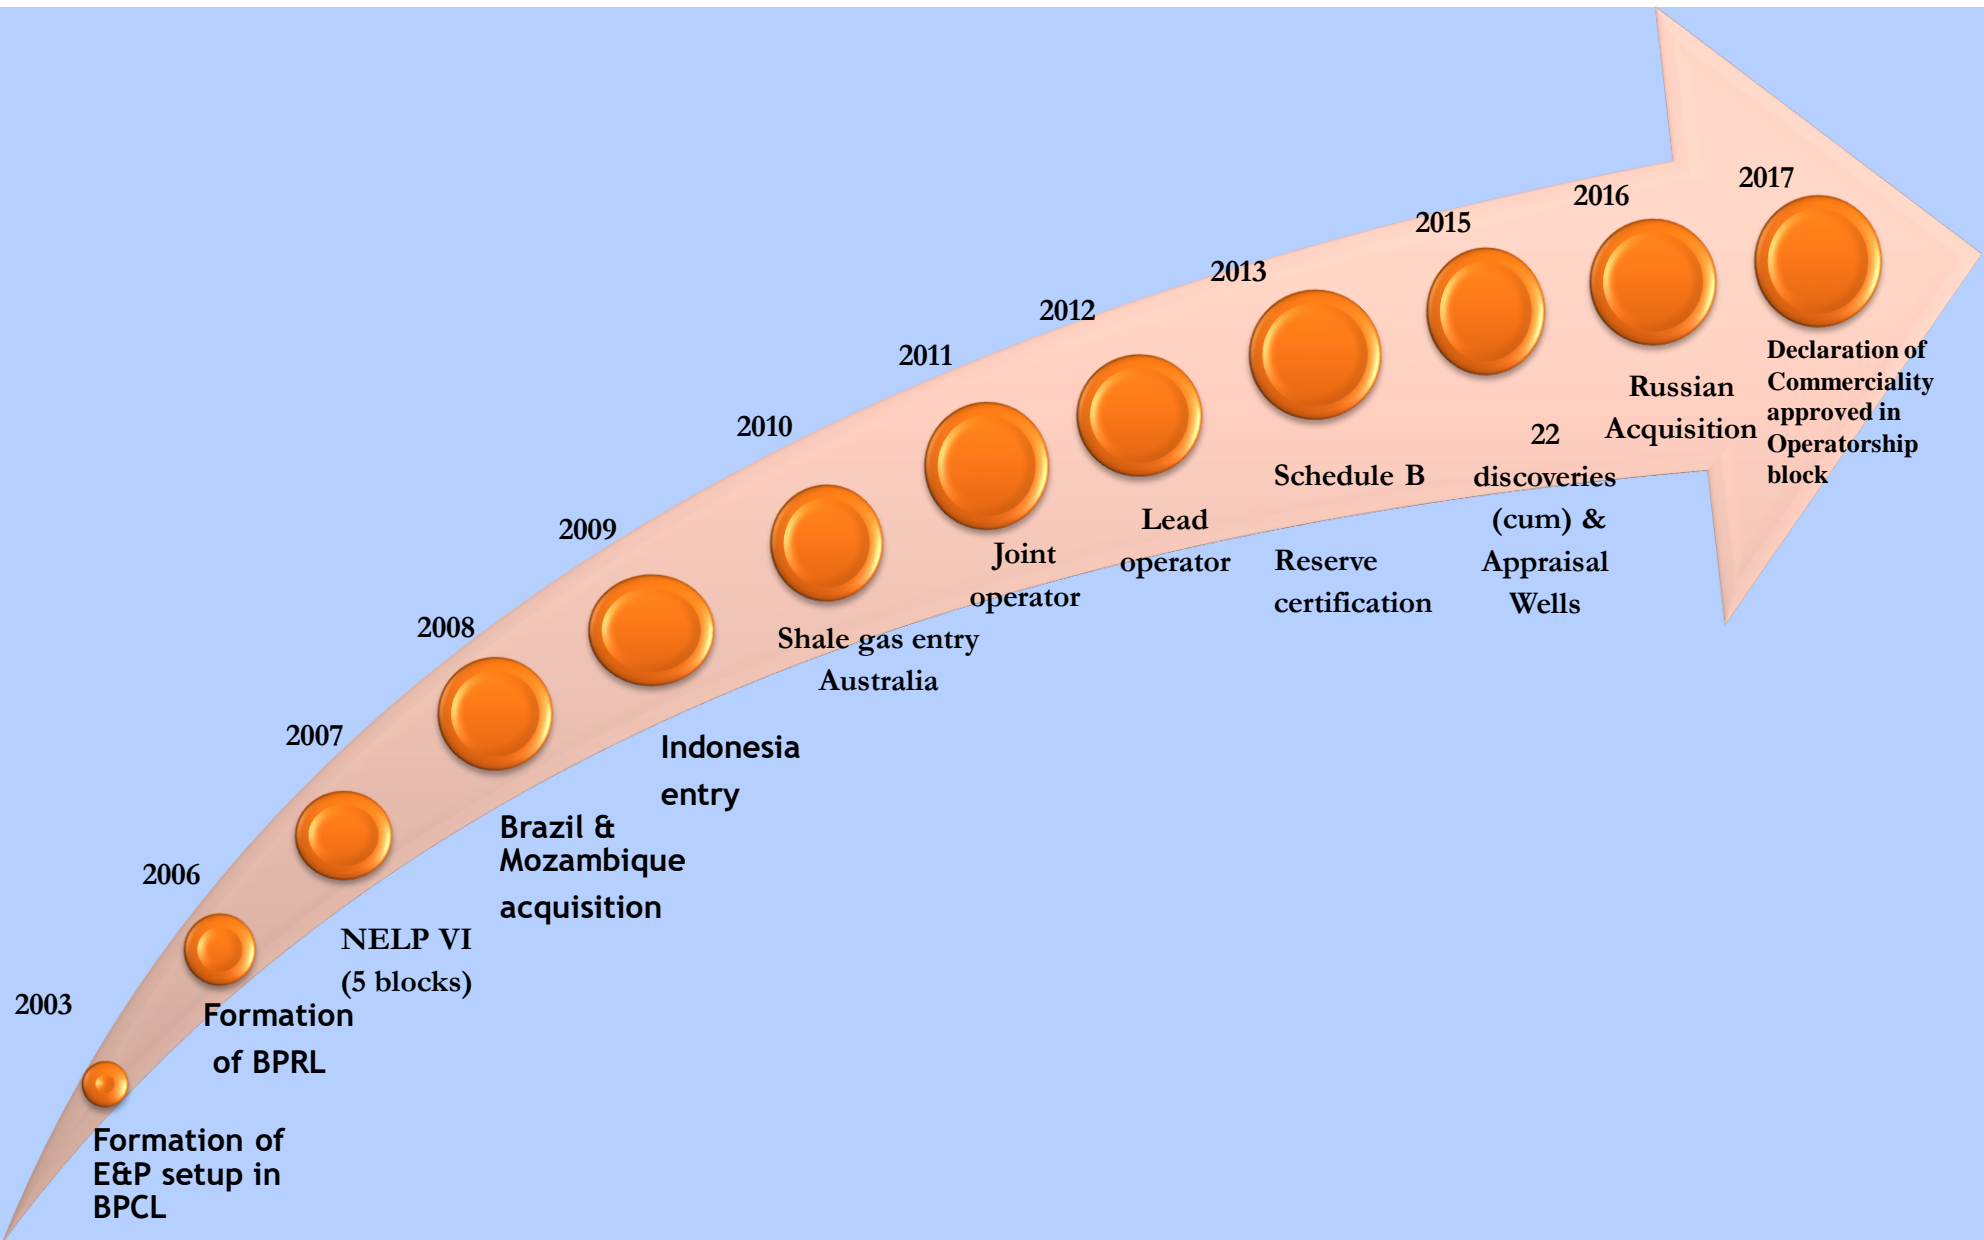 2003
Formation of
E&P setup in
BPCL
2006
Formation
of BPRL
2007
NELP VI
(5 blocks)
2008
Brazil &
Mozambique
acquisition
2009
Indonesia
entry
2010
Shale gas entry
Australia
2011
Joint
operator
2012
Lead
operator
2013
Schedule B
Reserve
certification
2015
22
discoveries
(cum) &
Appraisal
Wells
2016
Russian
Acquisition
2017
Declaration of
Commerciality
approved in
Operatorship
block